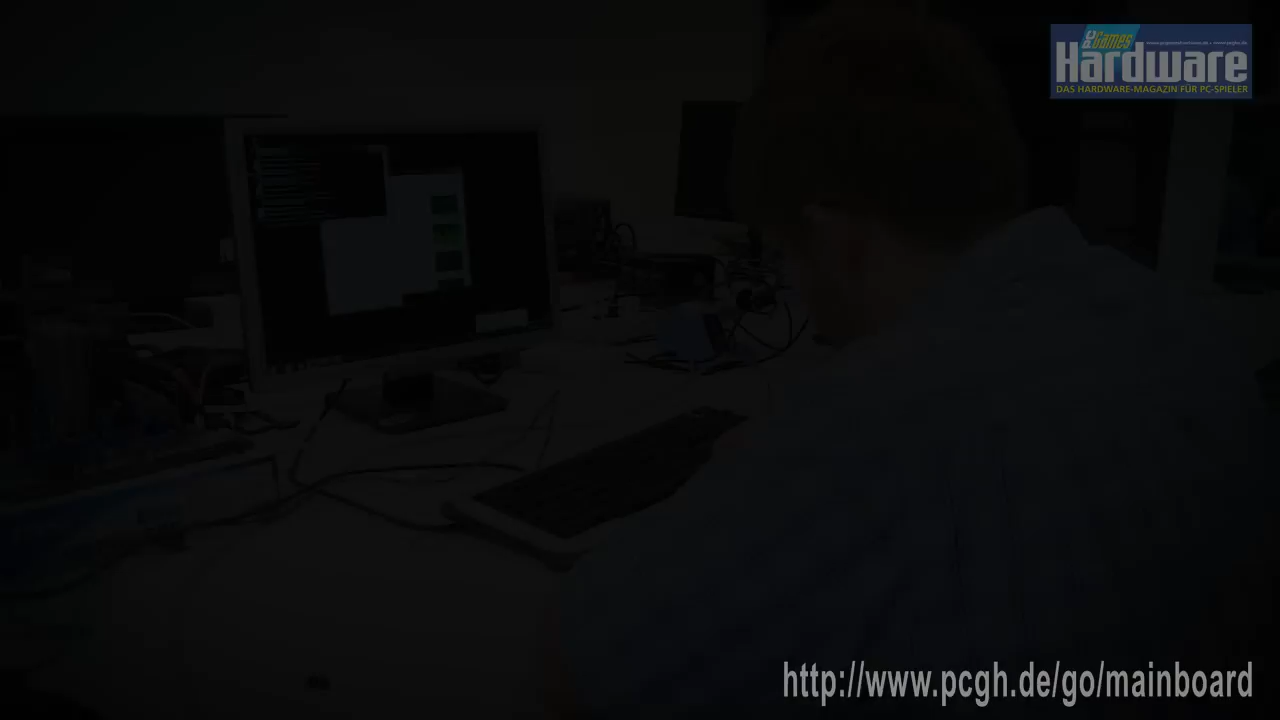 PC Games
Hardware
DAS HARDWARE-MAGAZIN FÜR PC-SPIELER
http://www.pcgh.de/go/mainboard